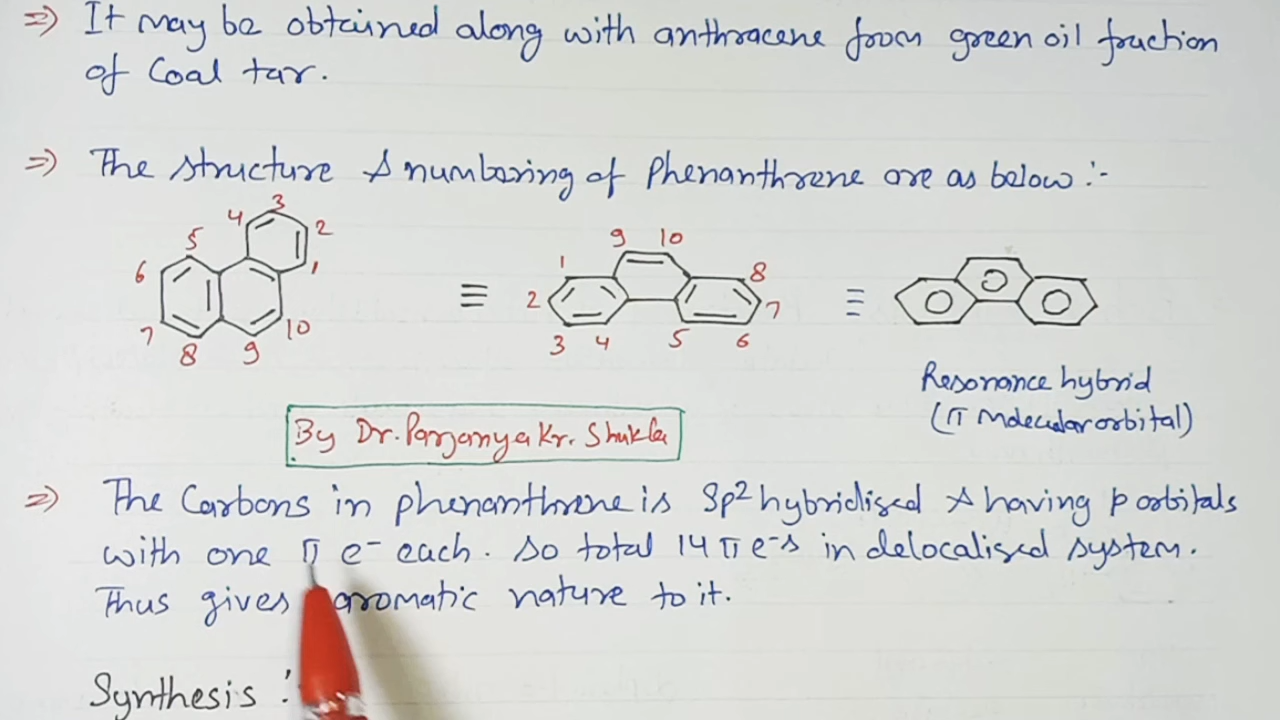 ⇒ It may be obtained along with anthracene from green oil fraction
of Coal tar.
⇒ The structure & numbering of Phenanthrene are as below :-
4 3 2 1 5 6 7 8 9 10
≡
9 10 1 8 2 7 3 4 5 6
≡
Resonance hybrid
(π Molecular orbital)
By Dr. Parjanya Kr. Shukla
⇒ The Carbons in phenanthrene is Sp² hybridised & having p orbitals
with one π e⁻ each. So total 14 π e⁻s in delocalised system.
Thus gives aromatic nature to it.
Synthesis :